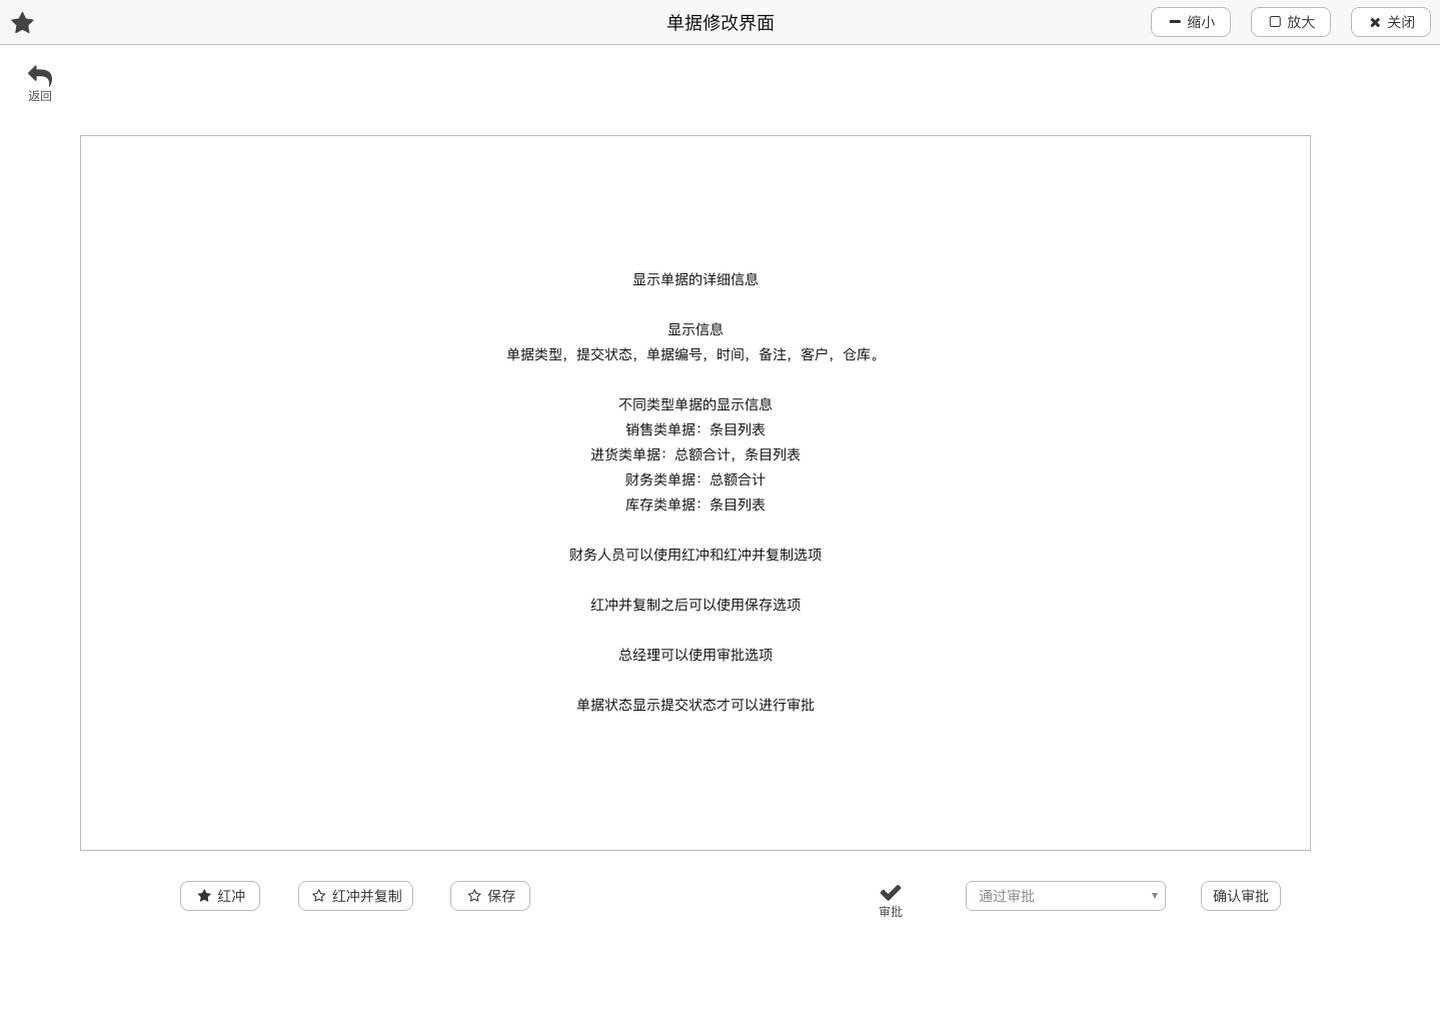 单据修改界面
缩小
放大
关闭
返回
显示单据的详细信息
显示信息
单据类型，提交状态，单据编号，时间，备注，客户，仓库。
不同类型单据的显示信息
销售类单据：条目列表
进货类单据：总额合计，条目列表
财务类单据：总额合计
库存类单据：条目列表
财务人员可以使用红冲和红冲并复制选项
红冲并复制之后可以使用保存选项
总经理可以使用审批选项
单据状态显示提交状态才可以进行审批
红冲
红冲并复制
保存
审批
通过审批
确认审批